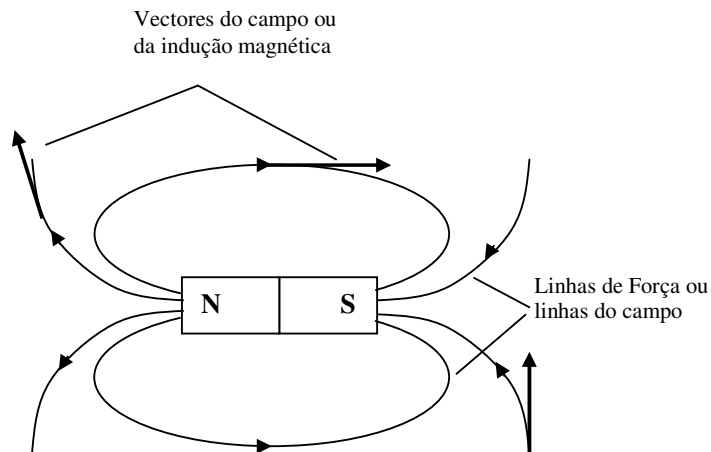 Vectores do campo ou
da indução magnética
N S
Linhas de Força ou
linhas do campo